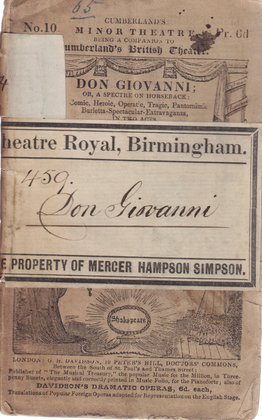 65
CUMBERLAND'S
No.10 MINOR THEATRE Pr. 6d
BEING A COMPANION TO
Cumberland's British Theatre.
DON GIOVANNI;
OR, A SPECTRE ON HORSEBACK;
Comic, Heroic, Operatic, Tragic, Pantomimic
Burletta-Spectacular-Extravaganza,
IN TWO ACTS
heatre Royal, Birmingham.
459.
Don Giovanni
E PROPERTY OF MERCER HAMPSON SIMPSON.
Shakspeare
LONDON: G. H. DAVIDSON, 19 PETER'S HILL, DOCTORS' COMMONS,
Between the South of St. Paul's and Thames Street:
Publisher of "The Musical Treasury," the popular Music for the Million, in Three-
penny Sheets, elegantly and correctly printed in Music Folio, for the Pianoforte; also of
DAVIDSON'S DRAMATIC OPERAS, 6d. each,
Translations of Popular Foreign Operas adapted for Representation on the English Stage.